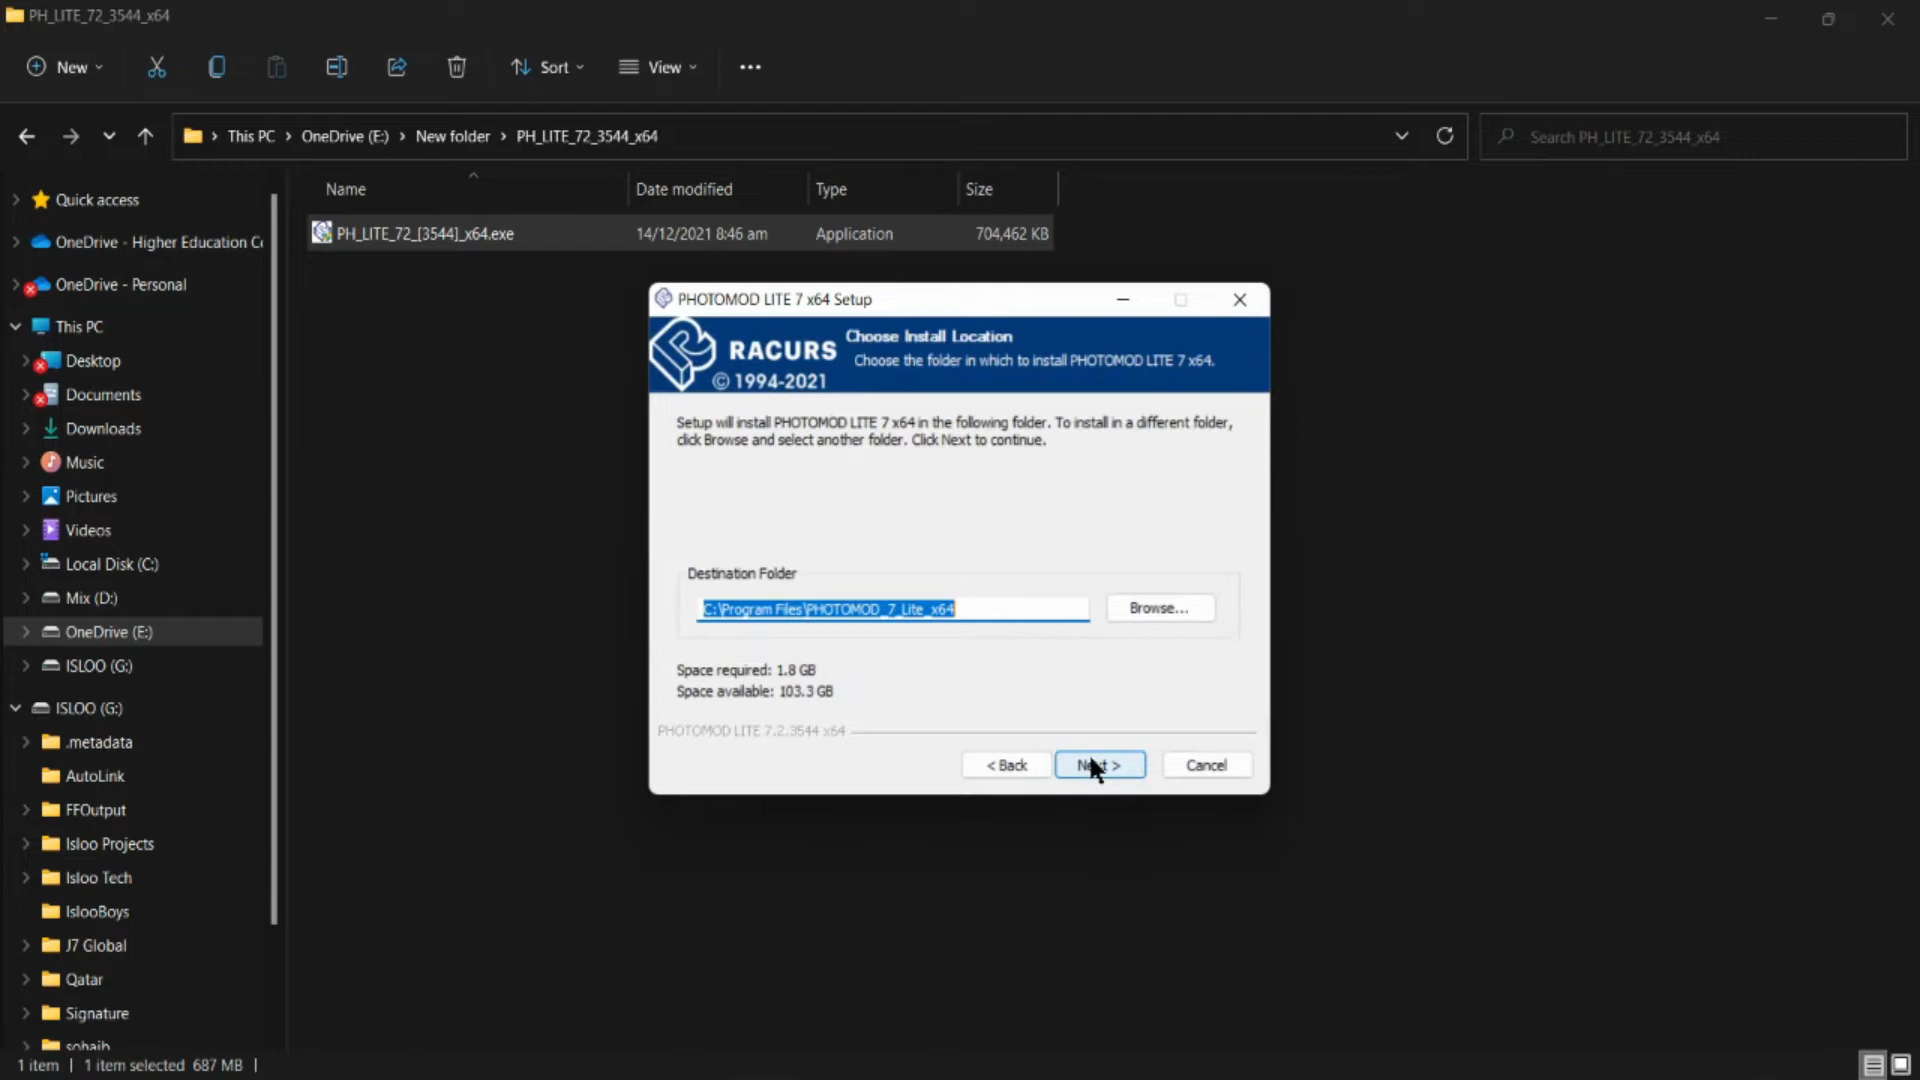 PH_LITE_72_3544_x64
New
Sort
View
This PC > OneDrive (E:) > New folder > PH_LITE_72_3544_x64
Search PH_LITE_72_3544_x64
Name
Date modified
Type
Size
PH_LITE_72_[3544]_x64.exe
14/12/2021 8:46 am
Application
704,462 KB
Quick access
OneDrive - Higher Education C
OneDrive - Personal
This PC
Desktop
Documents
Downloads
Music
Pictures
Videos
Local Disk (C:)
Mix (D:)
OneDrive (E:)
ISLOO (G:)
ISLOO (G:)
.metadata
AutoLink
FFOutput
Isloo Projects
Isloo Tech
IslooBoys
J7 Global
Qatar
Signature
sohaib
PHOTOMOD LITE 7 x64 Setup
RACURS
© 1994-2021
Choose Install Location
Choose the folder in which to install PHOTOMOD LITE 7 x64.
Setup will install PHOTOMOD LITE 7 x64 in the following folder. To install in a different folder,
click Browse and select another folder. Click Next to continue.
Destination Folder
C:\Program Files\PHOTOMOD_7_Lite_x64
Browse...
Space required: 1.8 GB
Space available: 103.3 GB
PHOTOMOD LITE 7.2.3544 x64
< Back
Next >
Cancel
1 item
1 item selected 687 MB